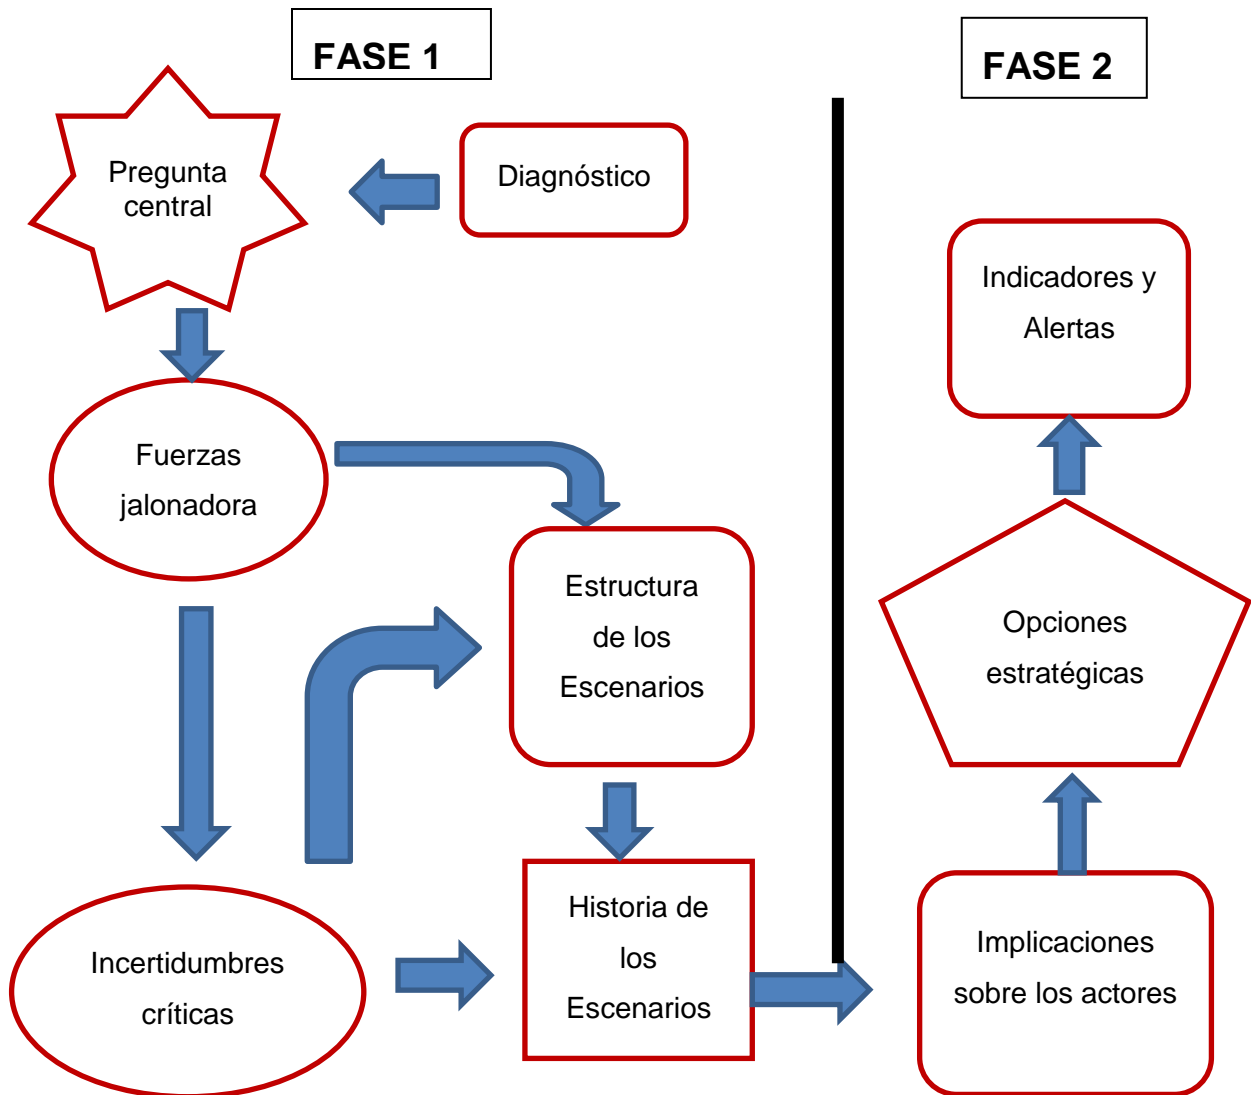 FASE 1
FASE 2
Pregunta
central
Diagnóstico
Fuerzas
jalonadora
Estructura
de los
Escenarios
Incertidumbres
críticas
Historia de
los
Escenarios
Indicadores y
Alertas
Opciones
estratégicas
Implicaciones
sobre los actores